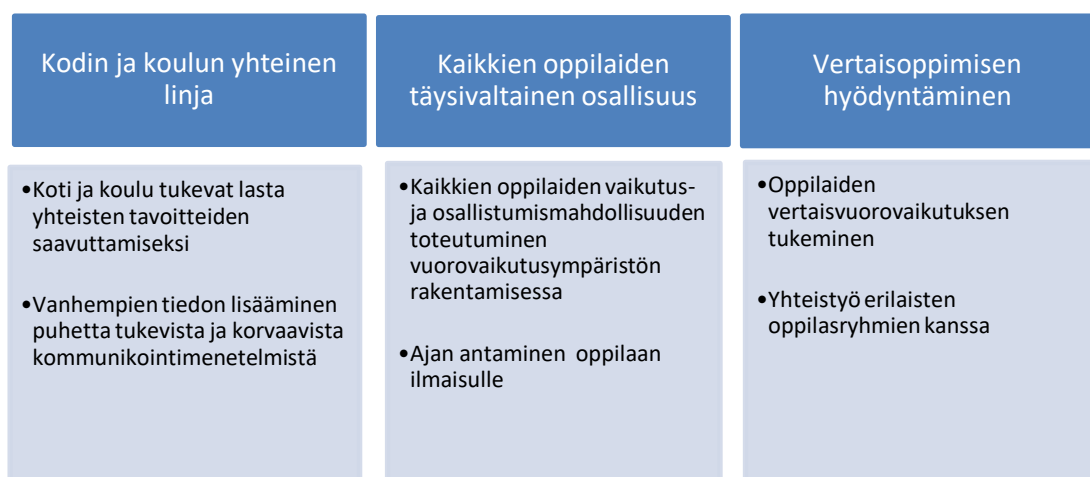 Kodin ja koulun yhteinen
linja
•Koti ja koulu tukevat lasta
yhteisten tavoitteiden
saavuttamiseksi
•Vanhempien tiedon lisääminen
puhetta tukevista ja korvaavista
kommunikointimenetelmistä
Kaikkien oppilaiden
täysivaltainen osallisuus
•Kaikkien oppilaiden vaikutus-
ja osallistumismahdollisuuden
toteutuminen
vuorovaikutusympäristön
rakentamisessa
•Ajan antaminen oppilaan
ilmaisulle
Vertaisoppimisen
hyödyntäminen
•Oppilaiden
vertaisvuorovaikutuksen
tukeminen
•Yhteistyö erilaisten
oppilasryhmien kanssa